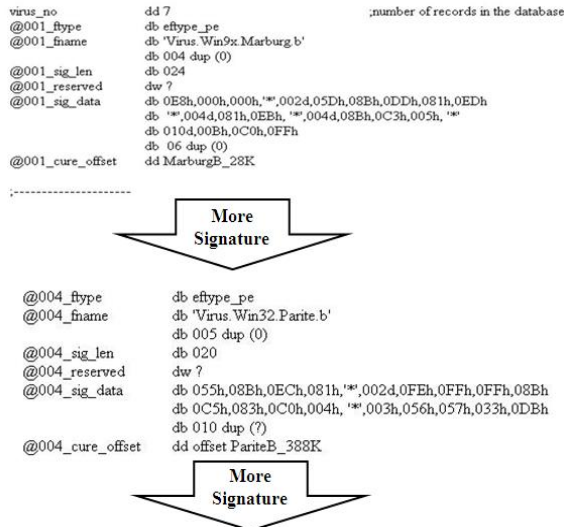 virus_no dd 7 ;number of records in the database
@001_ftype db eftype_pe
@001_fname db 'Virus.Win9x.Marburg.b'
db 004 dup (0)
@001_sig_len db 024
@001_reserved dw ?
@001_sig_data db 0E8h,000h,000h,'*',002d,05Dh,08Bh,0DDh,081h,0EDh
db '*',004d,081h,0EBh, '*',004d,08Bh,0C3h,005h, '*'
db 010d,00Bh,0C0h,0FFh
db 06 dup (0)
@001_cure_offset dd MarburgB_28K
;---------------------
More
Signature
@004_ftype db eftype_pe
@004_fname db 'Virus.Win32.Parite.b'
db 005 dup (0)
@004_sig_len db 020
@004_reserved dw ?
@004_sig_data db 055h,08Bh,0ECh,081h,'*',002d,0FEh,0FFh,0FFh,08Bh
db 0C5h,083h,0C0h,004h, '*',003h,056h,057h,033h,0DBh
db 010 dup (?)
@004_cure_offset dd offset PariteB_388K
More
Signature